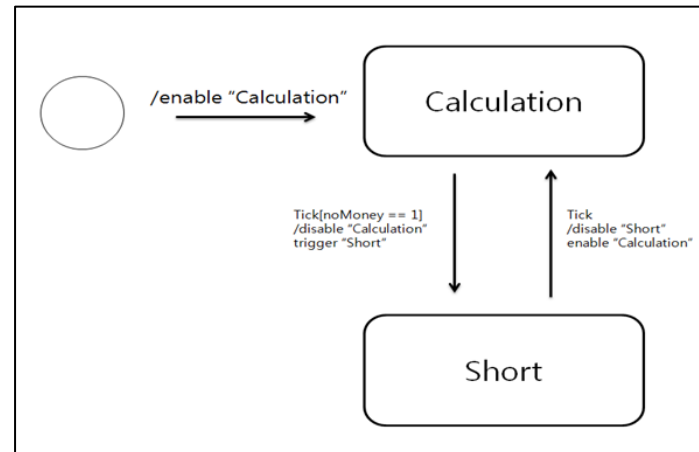 /enable “Calculation”
Calculation
Tick[noMoney == 1]
/disable “Calculation”
trigger “Short”
Tick
/disable “Short”
enable “Calculation”
Short